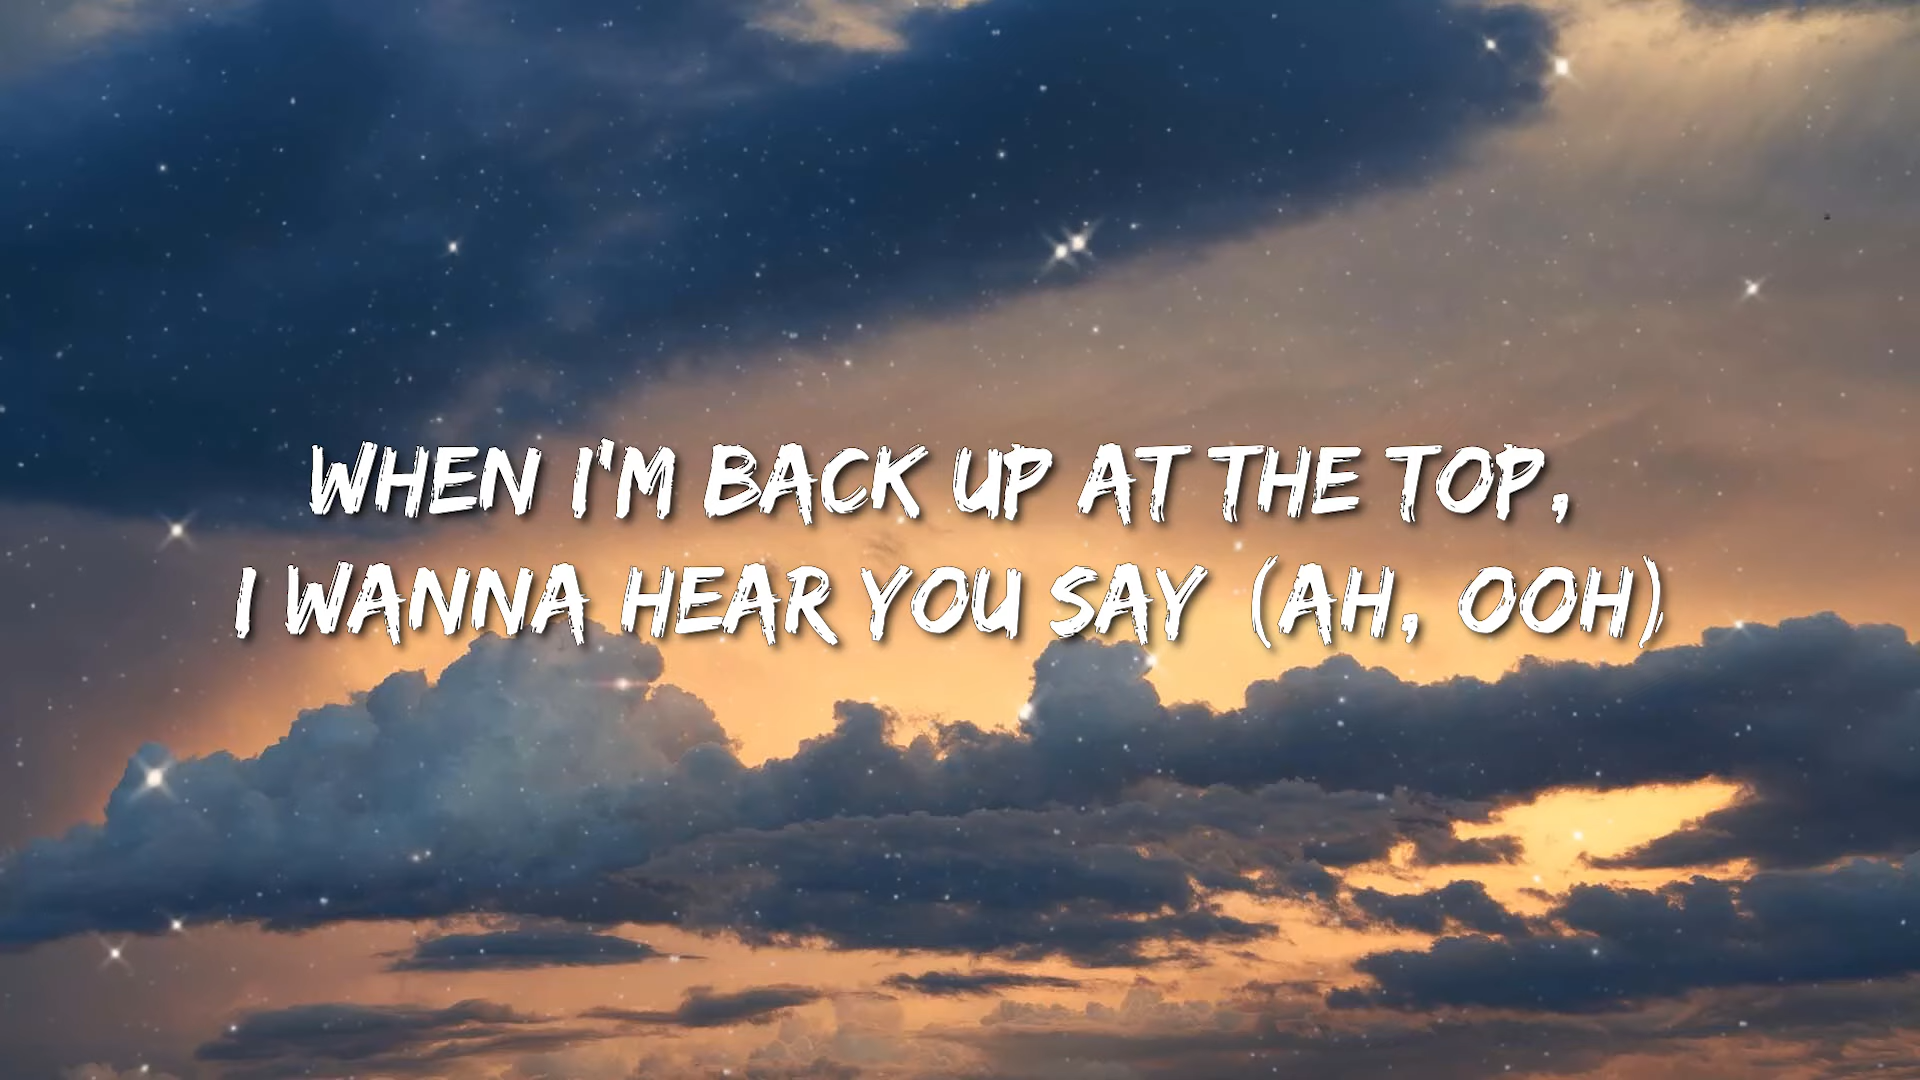 WHEN I'M BACK UP AT THE TOP,
I WANNA HEAR YOU SAY (AH, OOH)